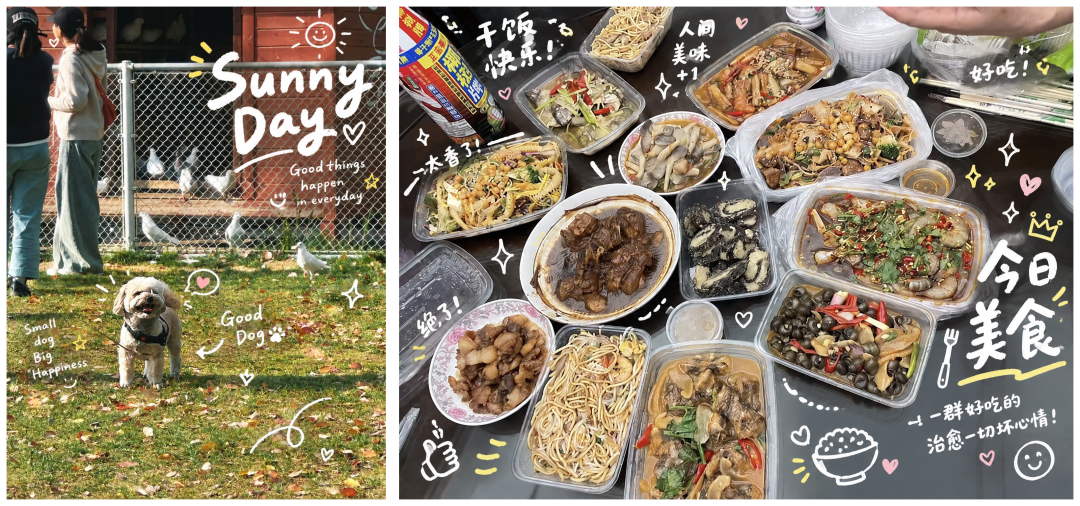 Sunny
Day
Good things
happen
in everyday
Small
dog
Big
Happiness
Good
Dog
干饭
快乐!
人间
美味
+1
好吃!
太香了!
绝了!
今日
美食
一群好吃的
治愈一切坏心情!